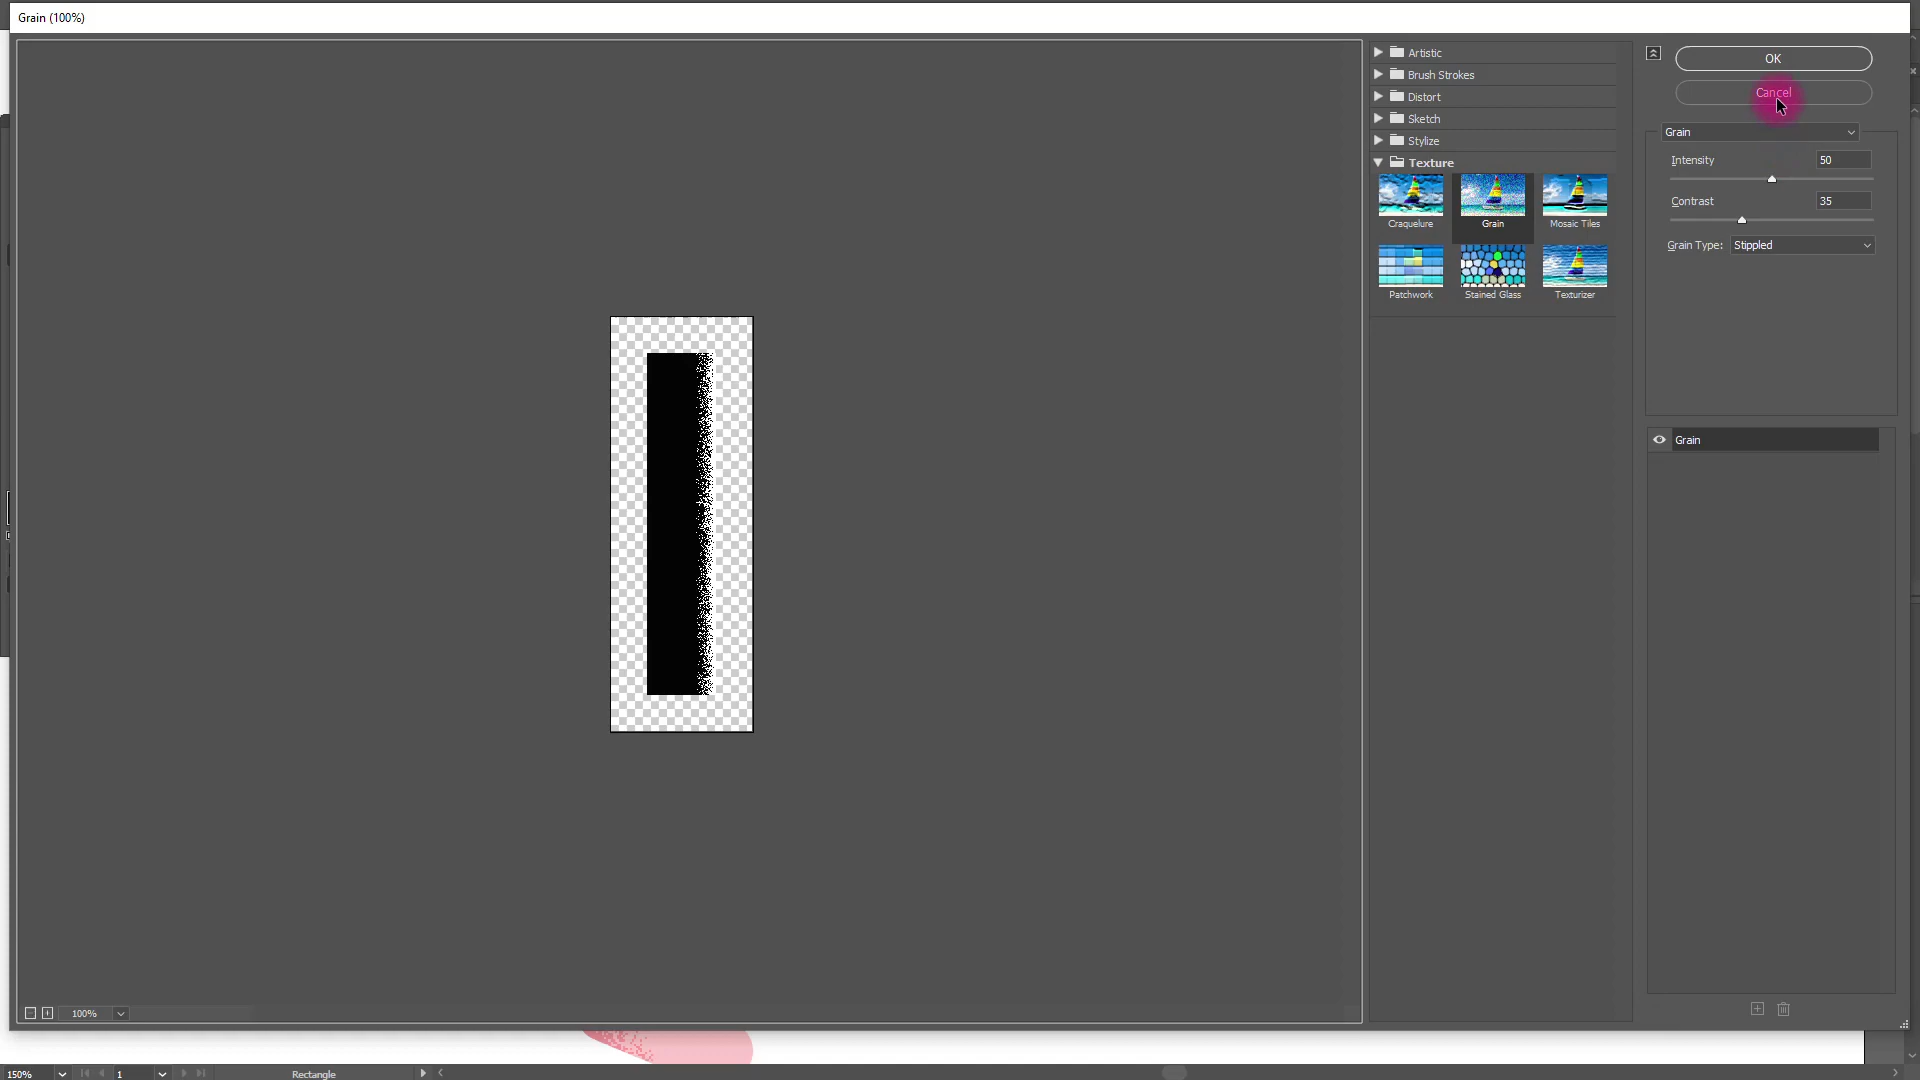 Grain (100%)
Artistic
Brush Strokes
Distort
Sketch
Stylize
Texture
Craquelure
Grain
Mosaic Tiles
Patchwork
Stained Glass
Texturizer
OK
Cancel
Grain
Intensity 50
Contrast 35
Grain Type: Stippled
Grain
100%
150%
1
Rectangle